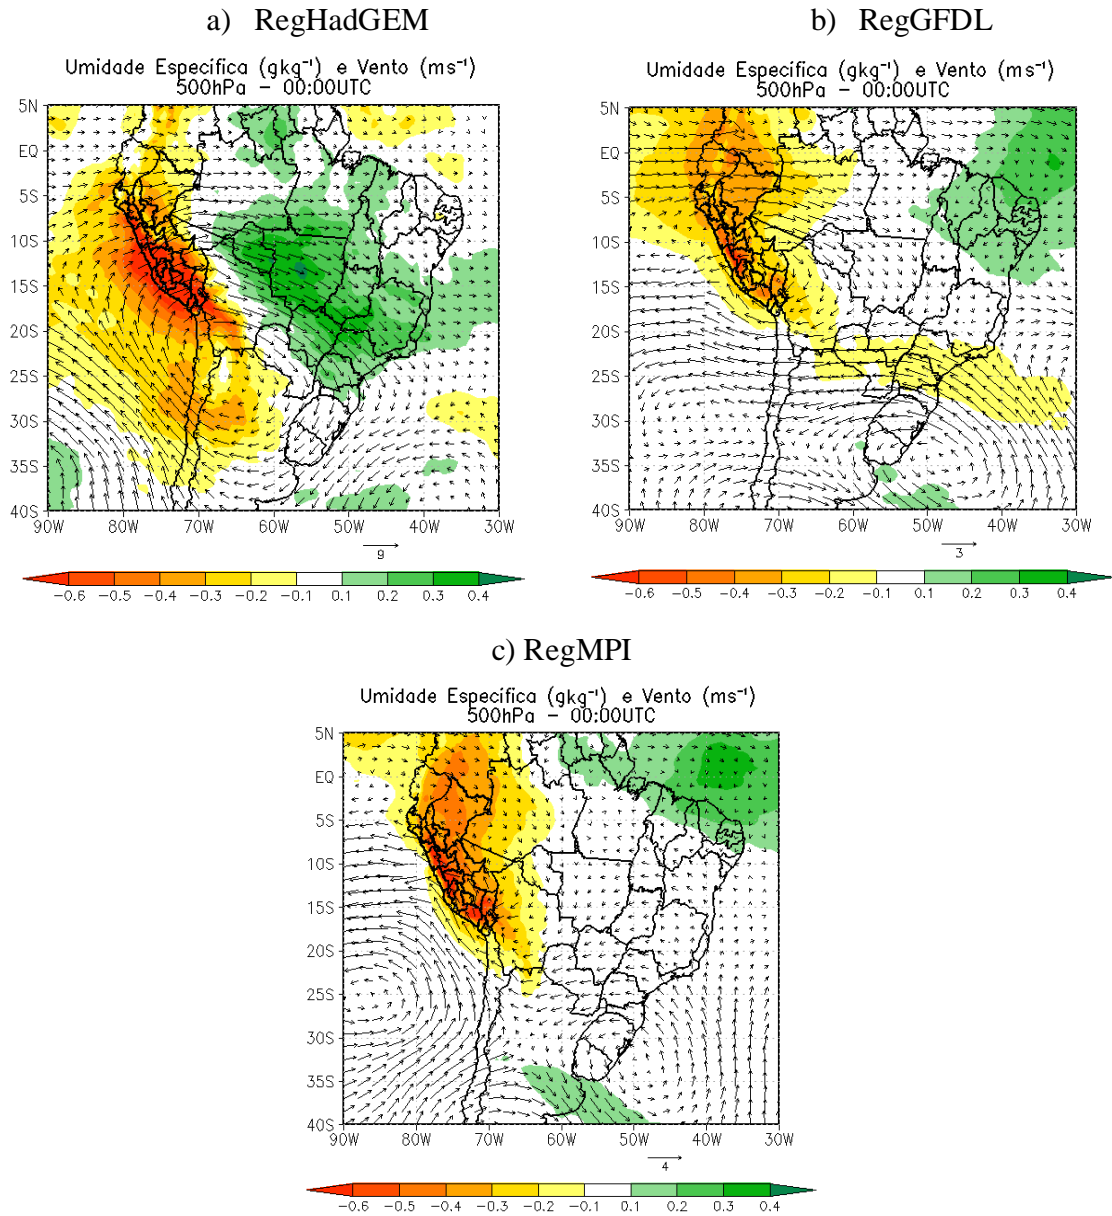 a) RegHadGEM
Umidade Específica (gkg⁻¹) e Vento (ms⁻¹)
500hPa – 00:00UTC
5N
EQ
5S
10S
15S
20S
25S
30S
35S
40S
90W 80W 70W 60W 50W 40W 30W
9
−0.6 −0.5 −0.4 −0.3 −0.2 −0.1 0.1 0.2 0.3 0.4
b) RegGFDL
Umidade Específica (gkg⁻¹) e Vento (ms⁻¹)
500hPa – 00:00UTC
5N
EQ
5S
10S
15S
20S
25S
30S
35S
40S
90W 80W 70W 60W 50W 40W 30W
3
−0.6 −0.5 −0.4 −0.3 −0.2 −0.1 0.1 0.2 0.3 0.4
c) RegMPI
Umidade Específica (gkg⁻¹) e Vento (ms⁻¹)
500hPa – 00:00UTC
5N
EQ
5S
10S
15S
20S
25S
30S
35S
40S
90W 80W 70W 60W 50W 40W 30W
4
−0.6 −0.5 −0.4 −0.3 −0.2 −0.1 0.1 0.2 0.3 0.4